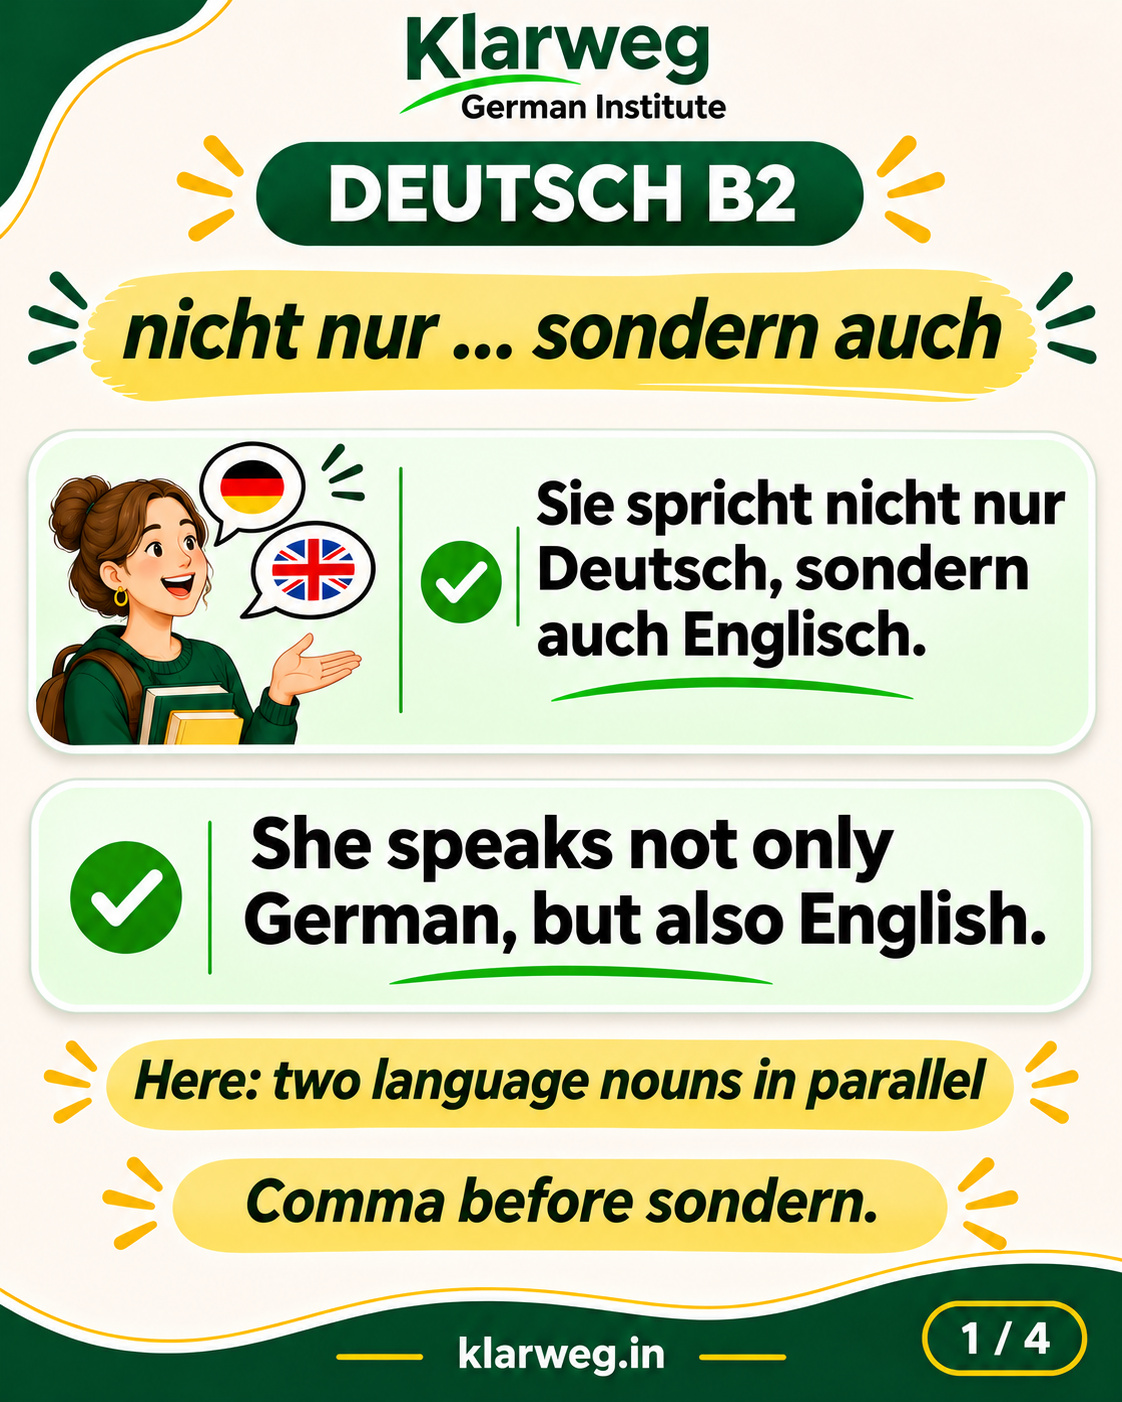 Klarweg
German Institute
DEUTSCH B2
nicht nur ... sondern auch
Sie spricht nicht nur
Deutsch, sondern
auch Englisch.
She speaks not only
German, but also English.
Here: two language nouns in parallel
Comma before sondern.
klarweg.in
1 / 4